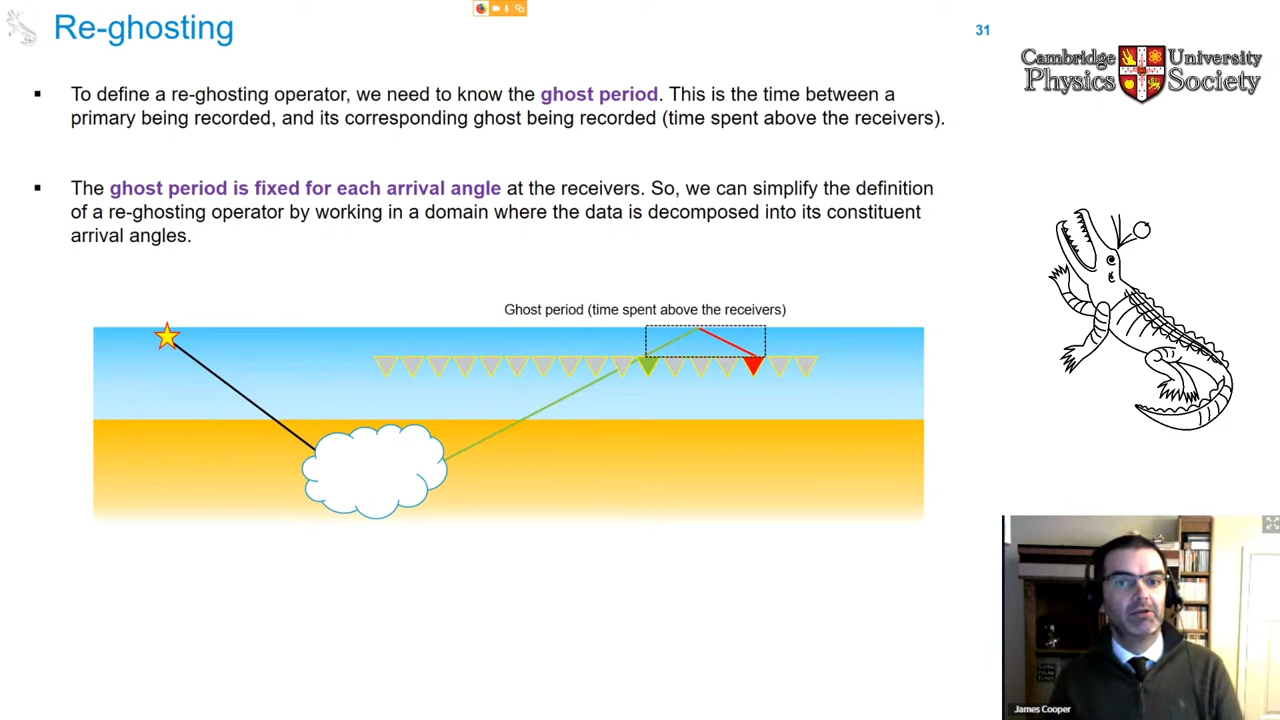 Re-ghosting
31
Cambridge University
Physics Society
▪ To define a re-ghosting operator, we need to know the ghost period. This is the time between a
primary being recorded, and its corresponding ghost being recorded (time spent above the receivers).
▪ The ghost period is fixed for each arrival angle at the receivers. So, we can simplify the definition
of a re-ghosting operator by working in a domain where the data is decomposed into its constituent
arrival angles.
Ghost period (time spent above the receivers)
James Cooper